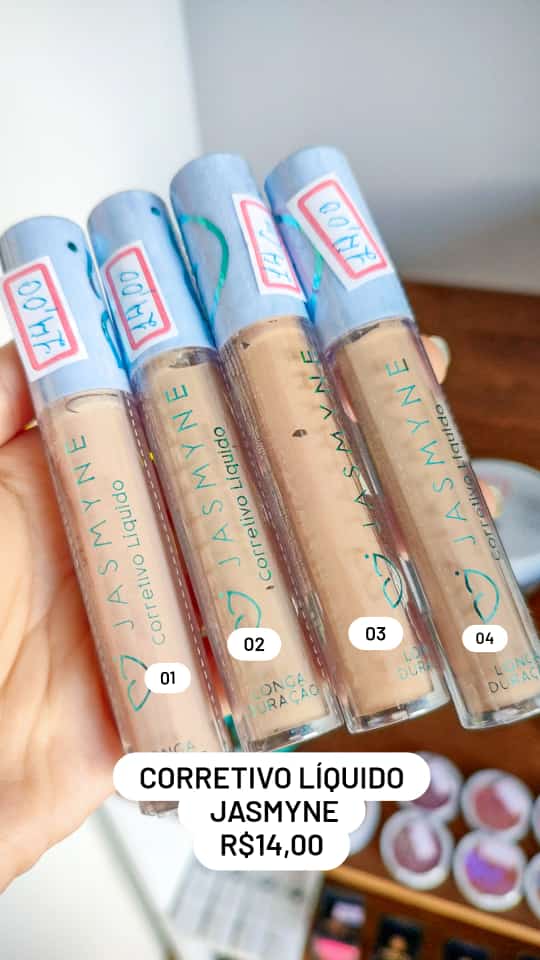 14,00
14,00
14,00
14,00
JASMYNE
corretivo Líquido
JASMYNE
corretivo Líquido
JASMYNE
corretivo Líquido
JASMYNE
corretivo Líquido
01
02
03
04
LONGA
LONGA
DURAÇÃO
CORRETIVO LÍQUIDO
JASMYNE
R$14,00